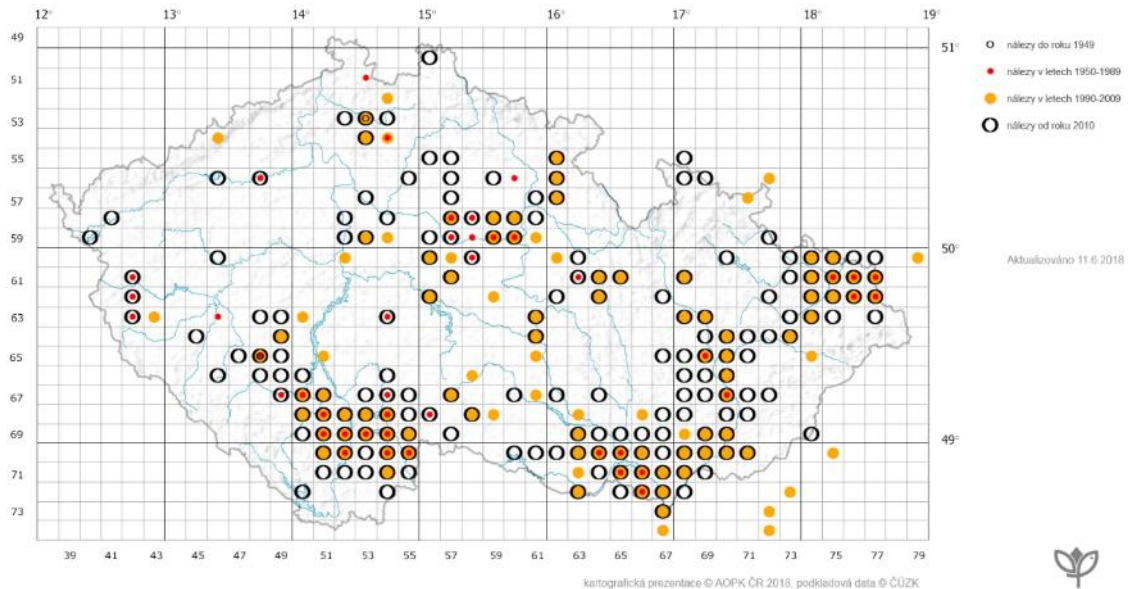 12° 13° 14° 15° 16° 17° 18° 19°
49 51°
nálezy do roku 1949
51
nálezy v letech 1950-1989
nálezy v letech 1990-2009
53
nálezy od roku 2010
55
57
59 50°
Aktualizováno 11.6.2018
61
63
65
67
69 49°
71
73
39 41 43 45 47 49 51 53 55 57 59 61 63 65 67 69 71 73 75 77 79
kartografická prezentace © AOPK ČR 2018, podkladová data © ČÚZK